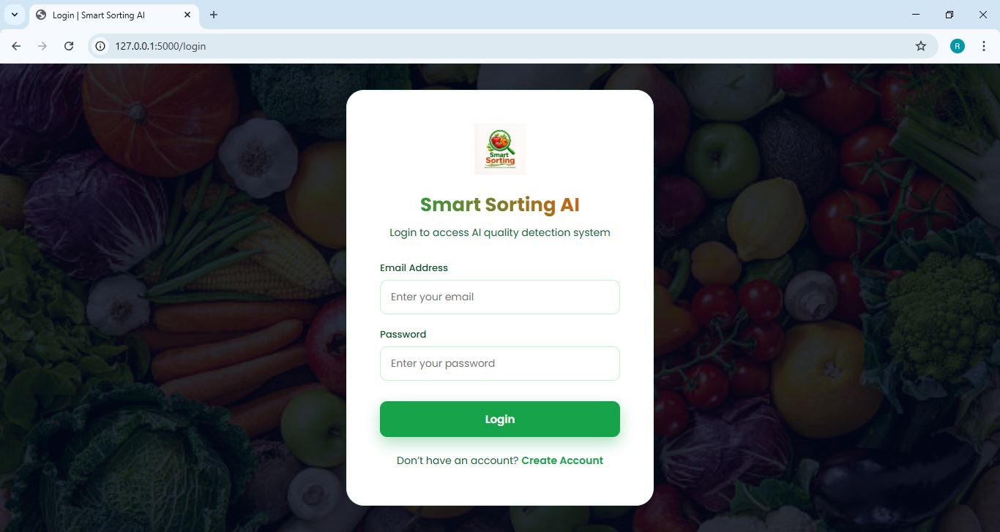 Login | Smart Sorting AI
127.0.0.1:5000/login
R
Smart
Sorting
Smart Sorting AI
Login to access AI quality detection system
Email Address
Enter your email
Password
Enter your password
Login
Don’t have an account? Create Account